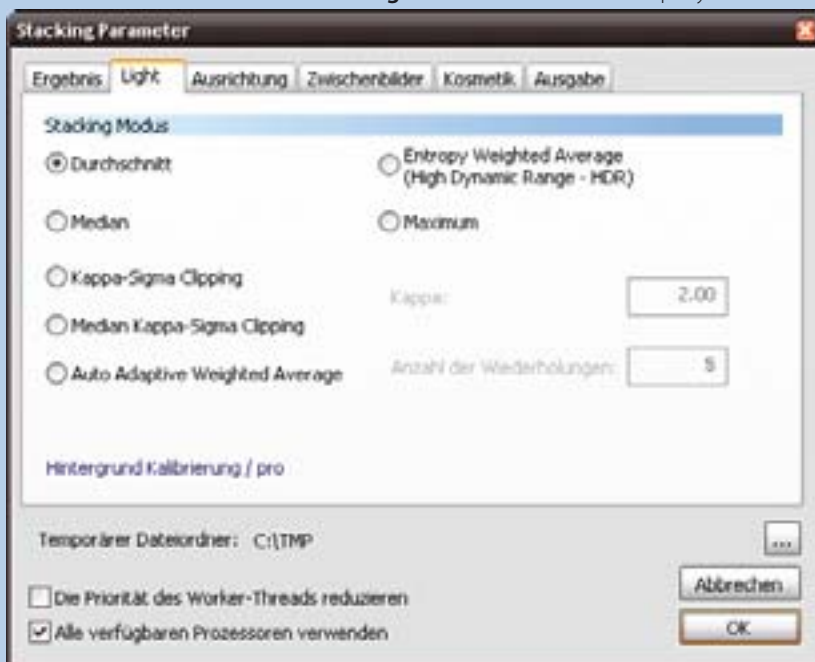 Stacking Parameter
Ergebnis Light Ausrichtung Zwischenbilder Kosmetik Ausgabe
Stacking Modus
Durchschnitt
Entropy Weighted Average
(High Dynamic Range - HDR)
Median
Maximum
Kappa-Sigma Clipping
Kappa: 2.00
Median Kappa-Sigma Clipping
Anzahl der Wiederholungen: 5
Auto Adaptive Weighted Average
Hintergrund Kalibrierung / pro
Temporärer Dateiordner: C:\TMP ...
Die Priorität des Worker-Threads reduzieren
Abbrechen
Alle verfügbaren Prozessoren verwenden
OK